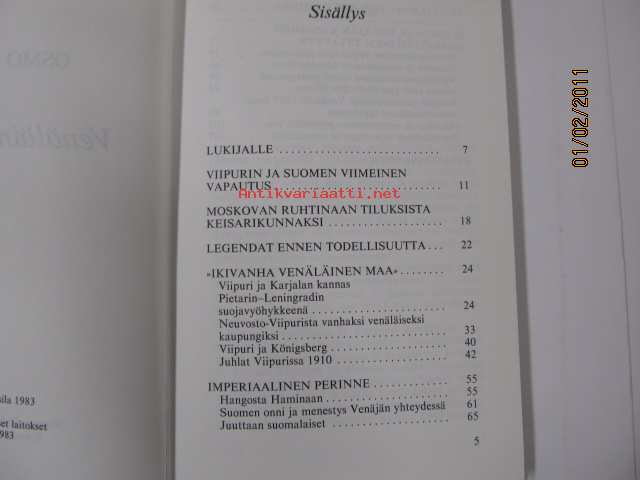 Sisällys
LUKIJALLE ............................ 7
VIIPURIN JA SUOMEN VIIMEINEN
VAPAUTUS ............................ 11
MOSKOVAN RUHTINAAN TILUKSISTA
KEISARIKUNNAKSI .................... 18
LEGENDAT ENNEN TODELLISUUTTA ... 22
»IKIVANHA VENÄLÄINEN MAA» ........ 24
Viipuri ja Karjalan kannas
Pietarin–Leningradin
suojavyöhykkeenä .................... 24
Neuvosto-Viipurista vanhaksi venäläiseksi
kaupungiksi .......................... 33
Viipuri ja Königsberg .................. 40
Juhlat Viipurissa 1910 .................. 42
IMPERIAALINEN PERINNE .............. 55
Hangosta Haminaan .................... 55
Suomen onni ja menestys Venäjän yhteydessä 61
Juuttaan suomalaiset .................. 65
5
OSMO
1983
set laitokset
983
Antikvariaatti.net
01/02/2011